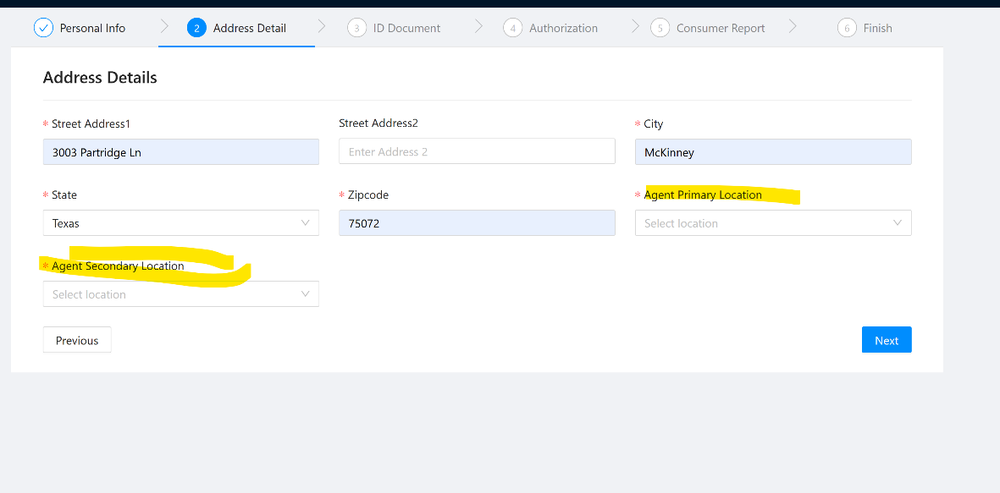 Personal Info
2 Address Detail
3 ID Document
4 Authorization
5 Consumer Report
6 Finish
Address Details
* Street Address1
Street Address2
* City
3003 Partridge Ln
Enter Address 2
McKinney
* State
* Zipcode
* Agent Primary Location
Texas
75072
Select location
* Agent Secondary Location
Select location
Previous
Next